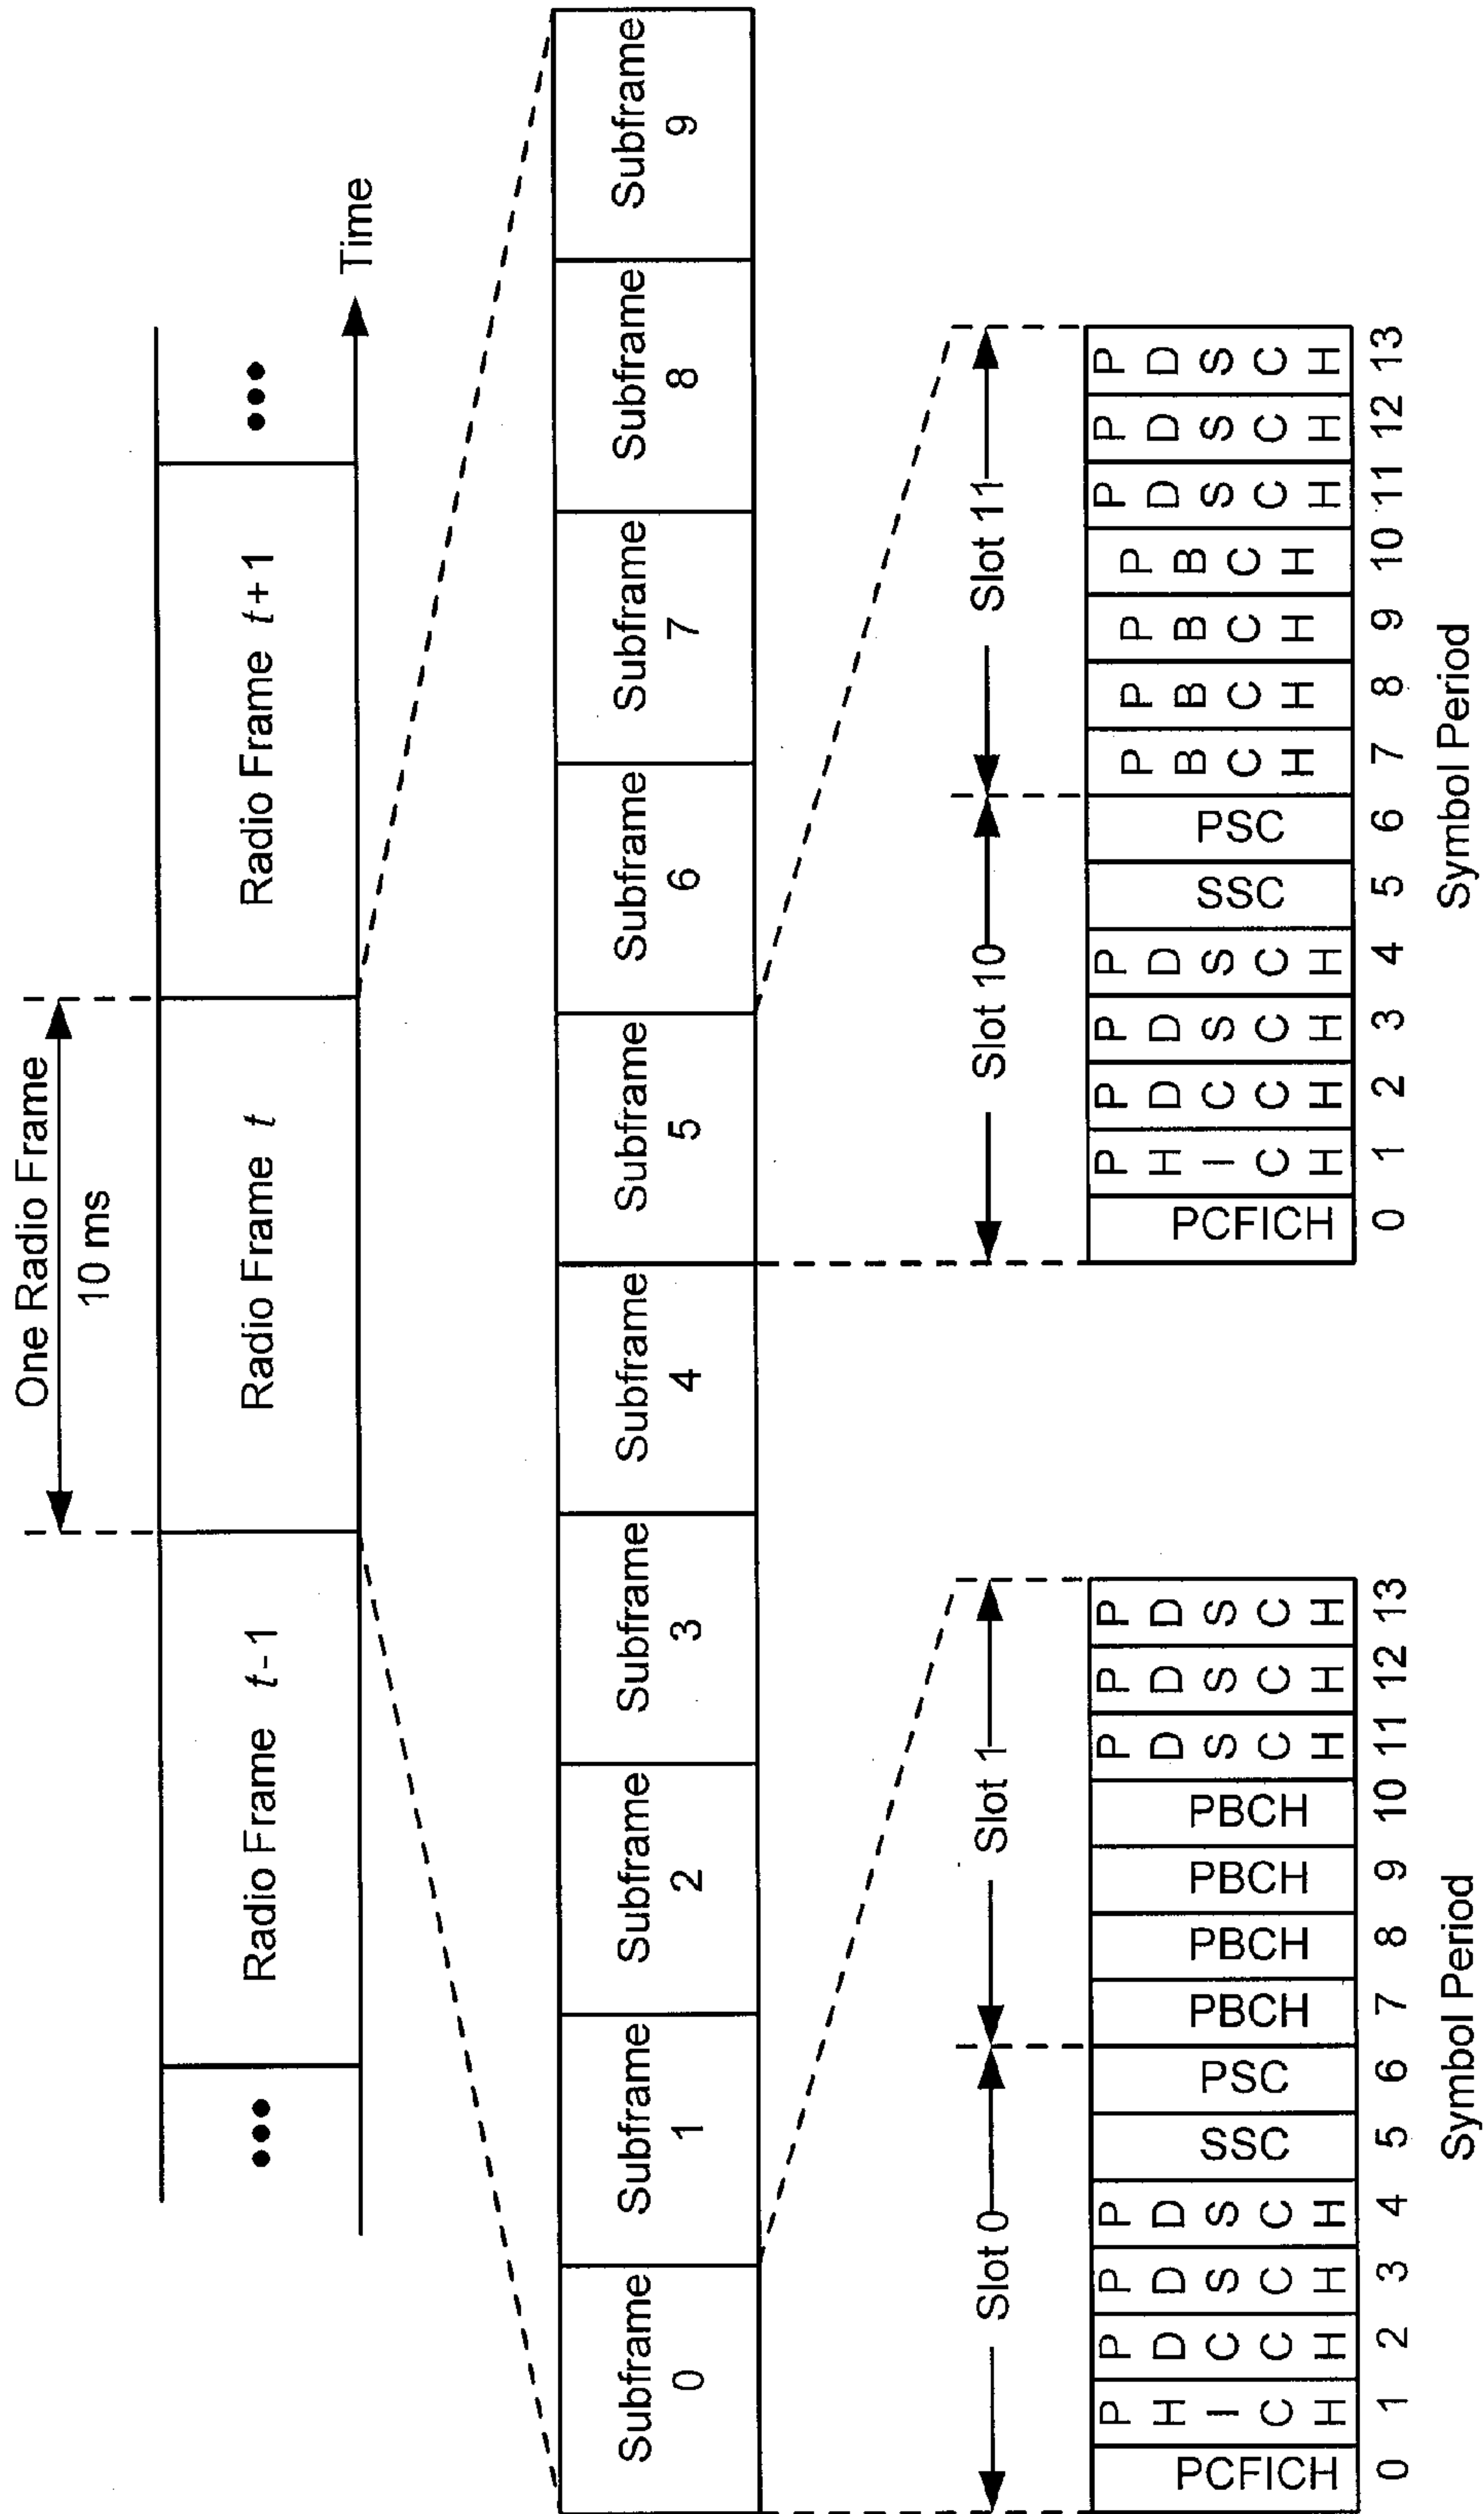 One Radio Frame
10 ms
••• Radio Frame t-1 Radio Frame t Radio Frame t+1 •••
Time
Subframe 0
Subframe 1
Subframe 2
Subframe 3
Subframe 4
Subframe 5
Subframe 6
Subframe 7
Subframe 8
Subframe 9
Slot 0 Slot 1
PCFICH PHICH PDCCH PDSCH PDSCH SSC PSC PBCH PBCH PBCH PBCH PDSCH PDSCH PDSCH
0 1 2 3 4 5 6 7 8 9 10 11 12 13
Symbol Period
Slot 10 Slot 11
PCFICH PHICH PDCCH PDSCH PDSCH SSC PSC PBCH PBCH PBCH PBCH PDSCH PDSCH PDSCH
0 1 2 3 4 5 6 7 8 9 10 11 12 13
Symbol Period